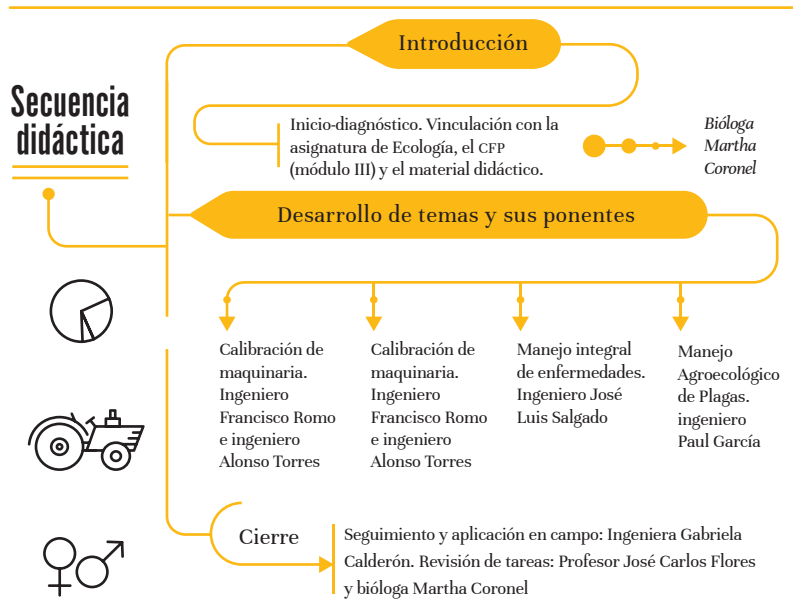 Secuencia
didáctica
Introducción
Inicio-diagnóstico. Vinculación con la
asignatura de Ecología, el CFP
(módulo III) y el material didáctico.
Bióloga
Martha
Coronel
Desarrollo de temas y sus ponentes
Calibración de
maquinaria.
Ingeniero
Francisco Romo
e ingeniero
Alonso Torres
Calibración de
maquinaria.
Ingeniero
Francisco Romo
e ingeniero
Alonso Torres
Manejo integral
de enfermedades.
Ingeniero José
Luis Salgado
Manejo
Agroecológico
de Plagas.
ingeniero
Paul García
Cierre
Seguimiento y aplicación en campo: Ingeniera Gabriela
Calderón. Revisión de tareas: Profesor José Carlos Flores
y bióloga Martha Coronel